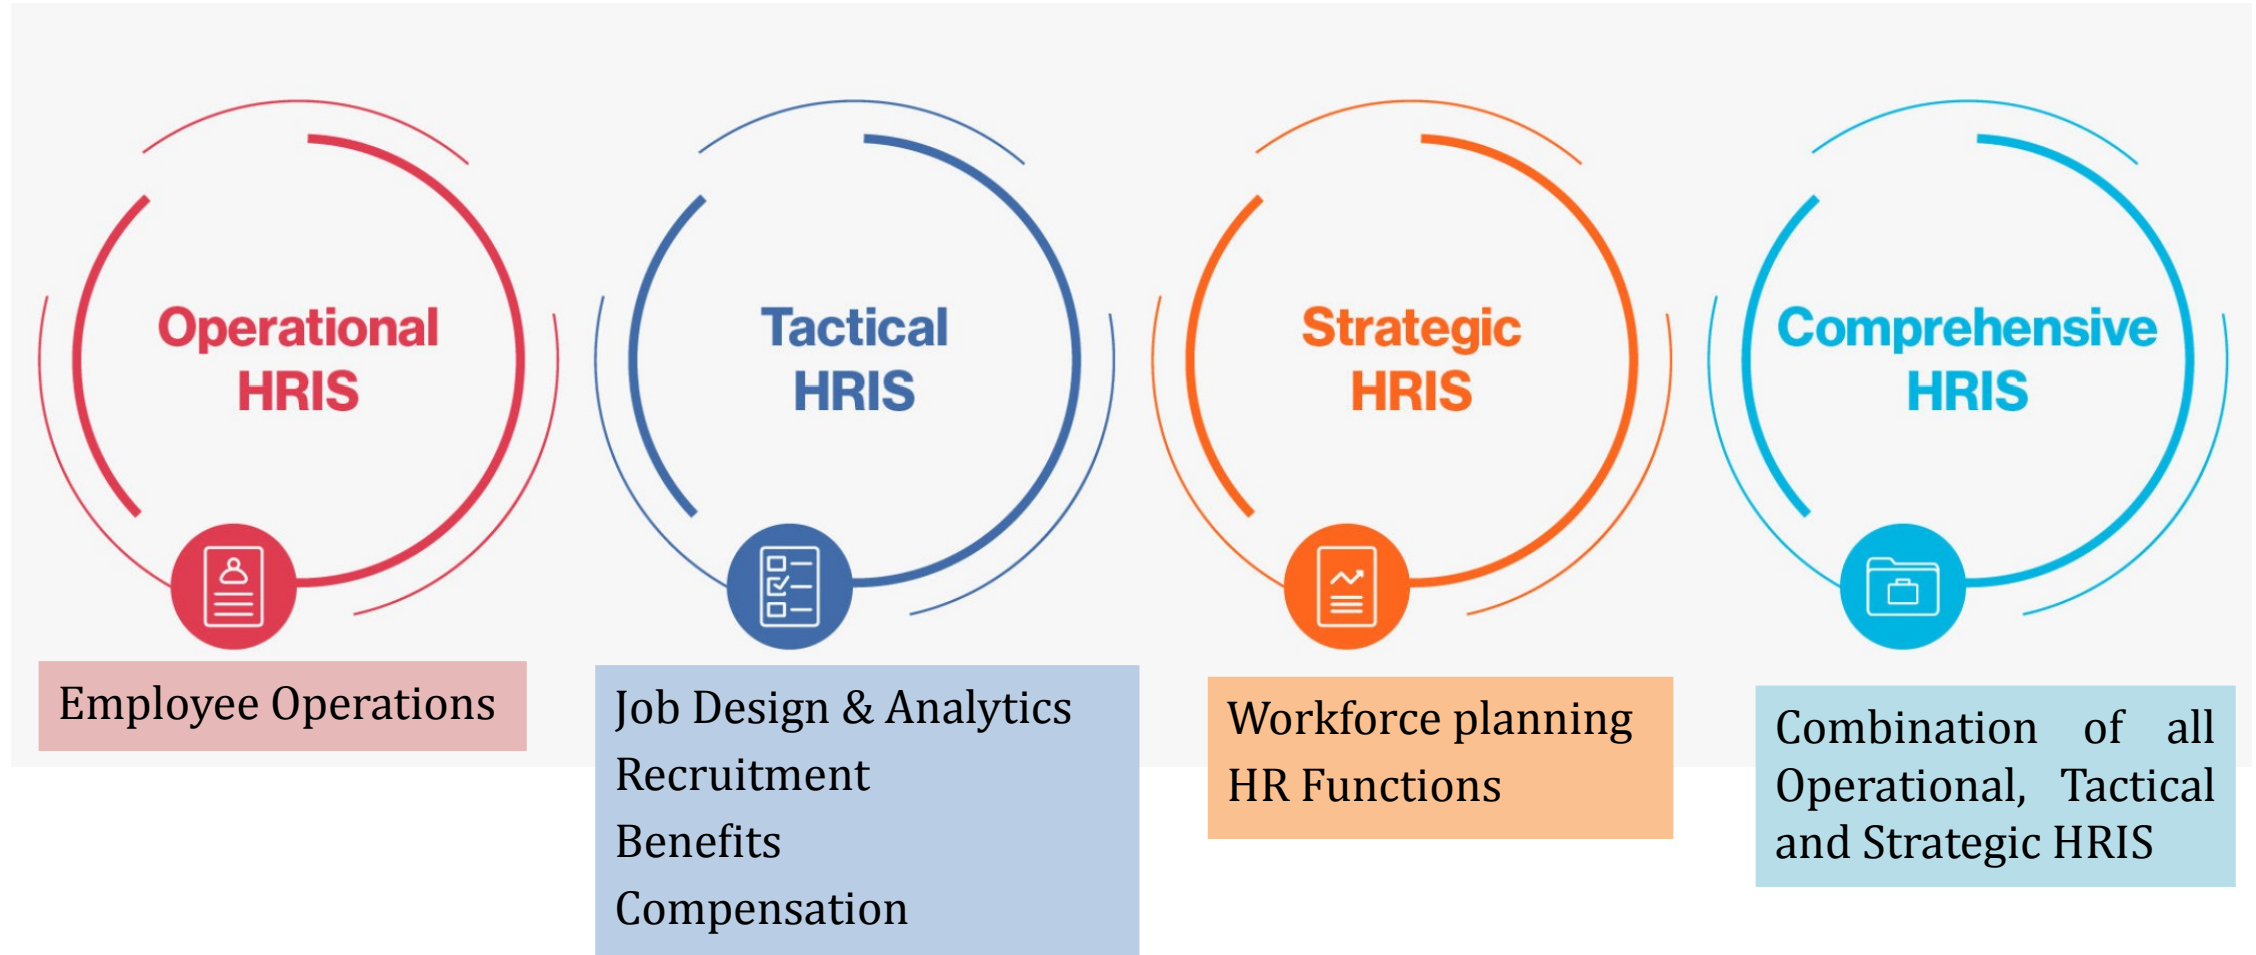 Operational
HRIS
Tactical
HRIS
Strategic
HRIS
Comprehensive
HRIS
Employee Operations
Job Design & Analytics
Recruitment
Benefits
Compensation
Workforce planning
HR Functions
Combination of all
Operational, Tactical
and Strategic HRIS